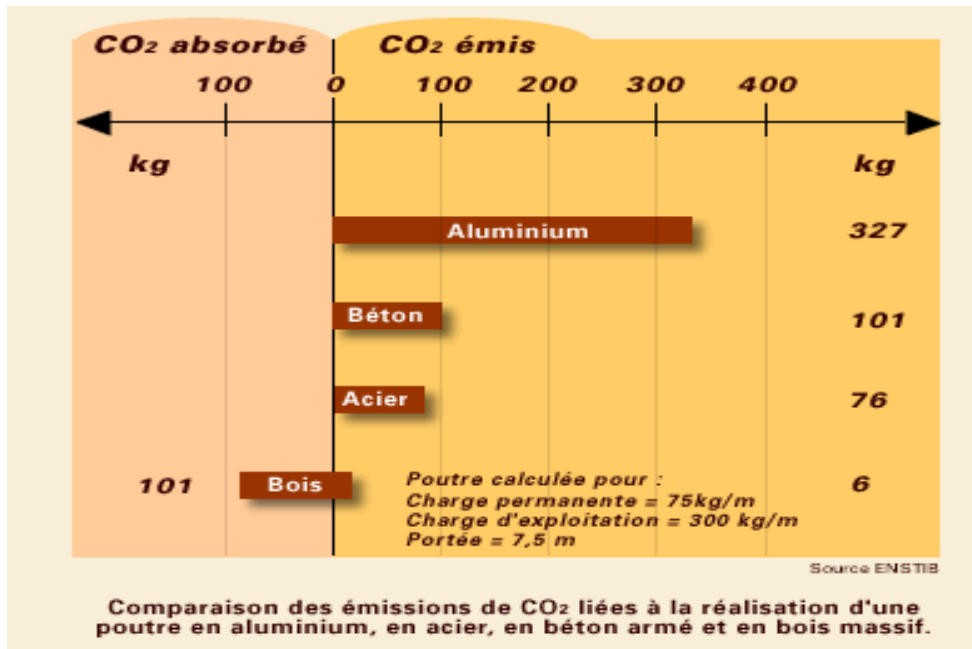 CO2 absorbé CO2 émis
100 0 100 200 300 400
kg kg
Aluminium 327
Béton 101
Acier 76
101 Bois 6
Poutre calculée pour :
Charge permanente = 75kg/m
Charge d'exploitation = 300 kg/m
Portée = 7,5 m
Source ENSTIB
Comparaison des émissions de CO2 liées à la réalisation d'une
poutre en aluminium, en acier, en béton armé et en bois massif.